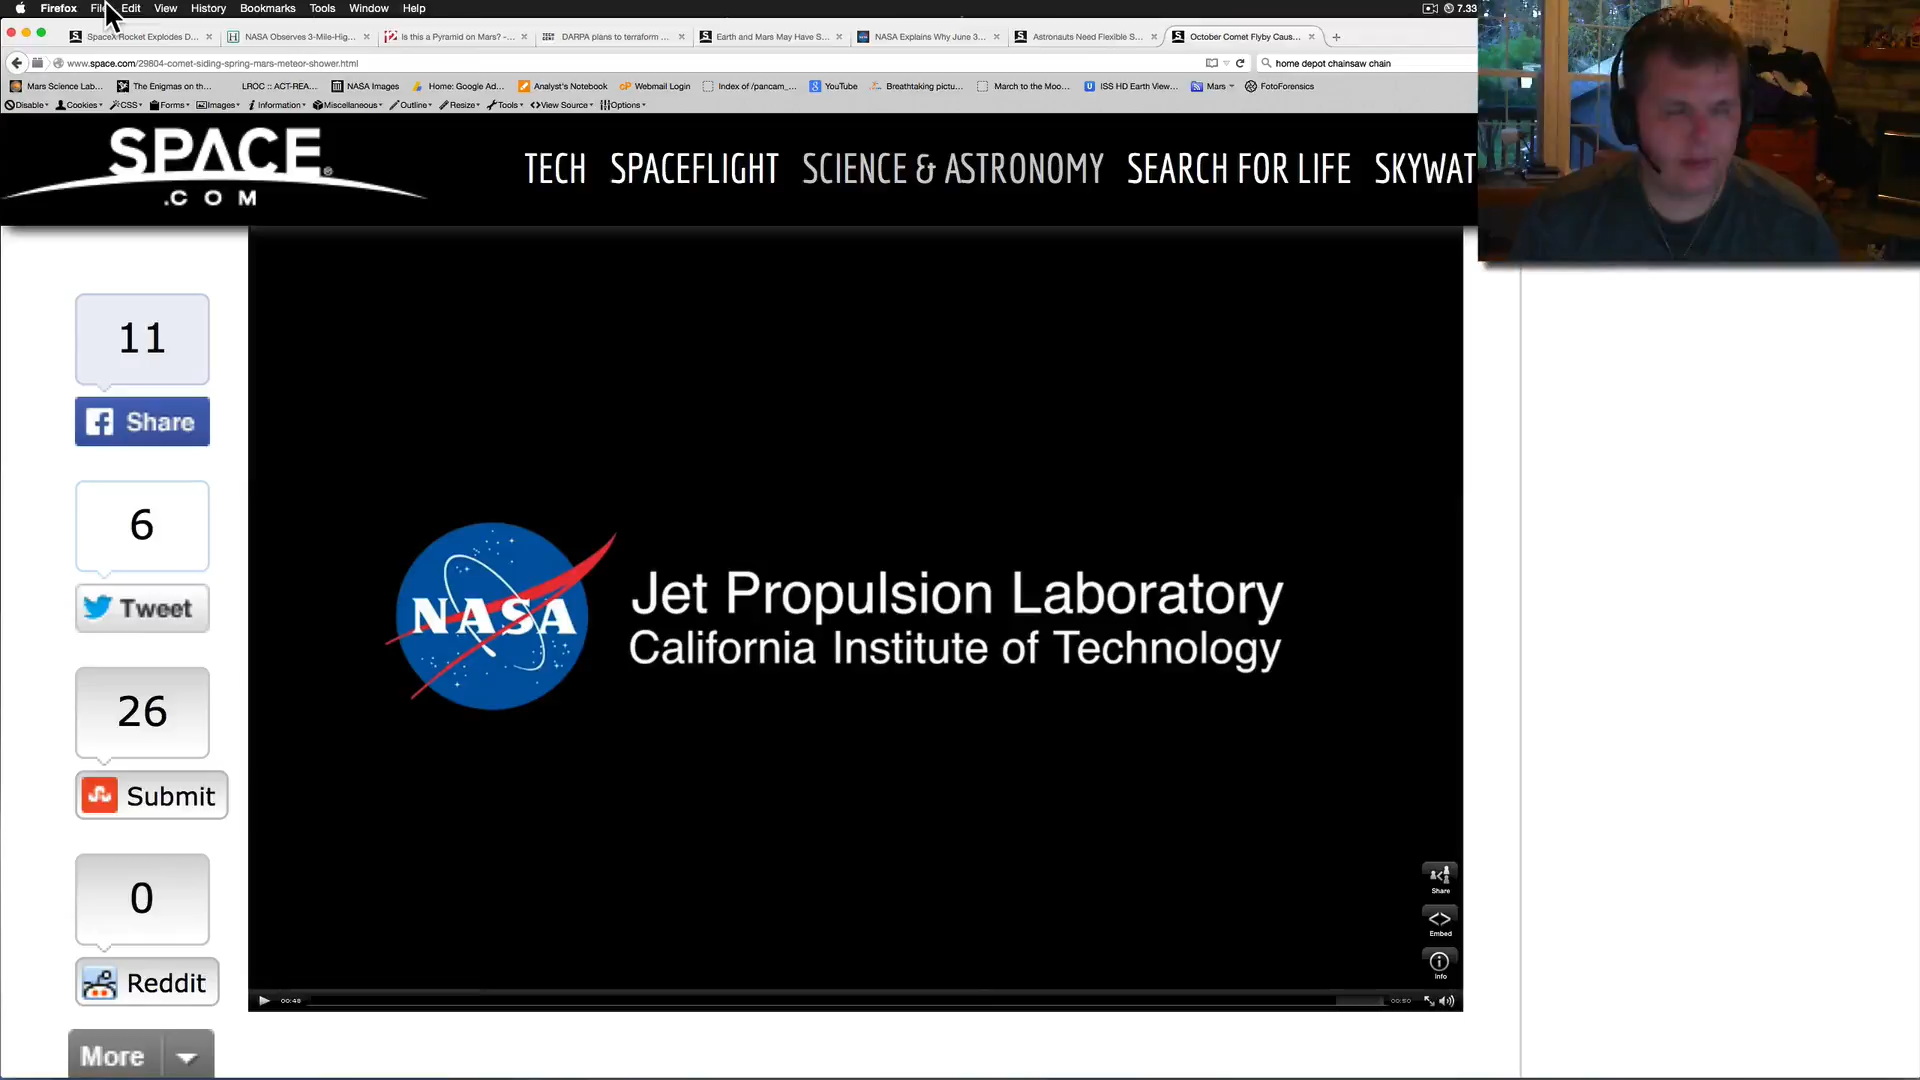 Firefox File Edit View History Bookmarks Tools Window Help
7.33
SpaceX Rocket Explodes D...
NASA Observes 3-Mile-Hig...
Is this a Pyramid on Mars? -...
DARPA plans to terraform ...
Earth and Mars May Have S...
NASA Explains Why June 3...
Astronauts Need Flexible S...
October Comet Flyby Caus...
www.space.com/29804-comet-siding-spring-mars-meteor-shower.html
home depot chainsaw chain
Mars Science Lab...
The Enigmas on th...
LROC :: ACT-REA...
NASA Images
Home: Google Ad...
Analyst's Notebook
Webmail Login
Index of /pancam_...
YouTube
Breathtaking pictu...
March to the Moo...
ISS HD Earth View...
Mars
FotoForensics
Disable Cookies CSS Forms Images Information Miscellaneous Outline Resize Tools View Source Options
SPACE
.COM
TECH SPACEFLIGHT SCIENCE & ASTRONOMY SEARCH FOR LIFE SKYWAT
11
Share
6
Tweet
26
Submit
0
Reddit
More
NASA
Jet Propulsion Laboratory
California Institute of Technology
Share
Embed
Info
00:48
00:50